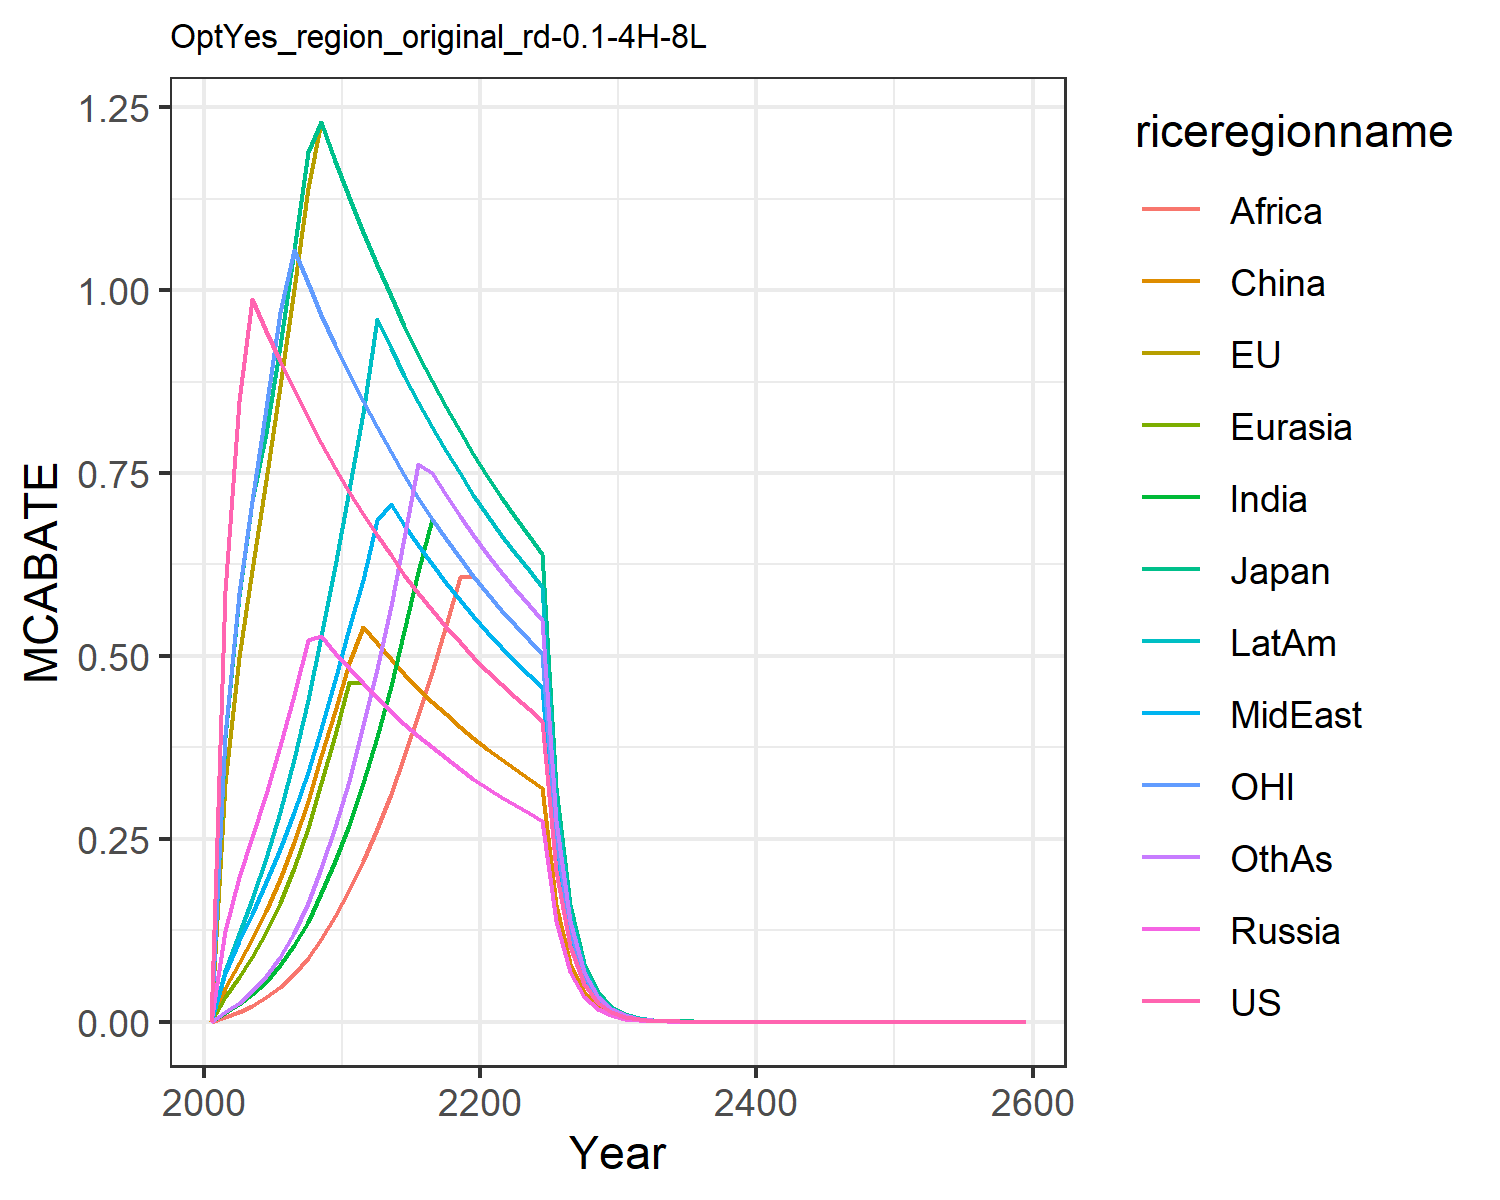 OptYes_region_original_rd-0.1-4H-8L
1.25
1.00
0.75
0.50
0.25
0.00
MCABATE
2000 2200 2400 2600
Year
riceregionname
Africa
China
EU
Eurasia
India
Japan
LatAm
MidEast
OHI
OthAs
Russia
US